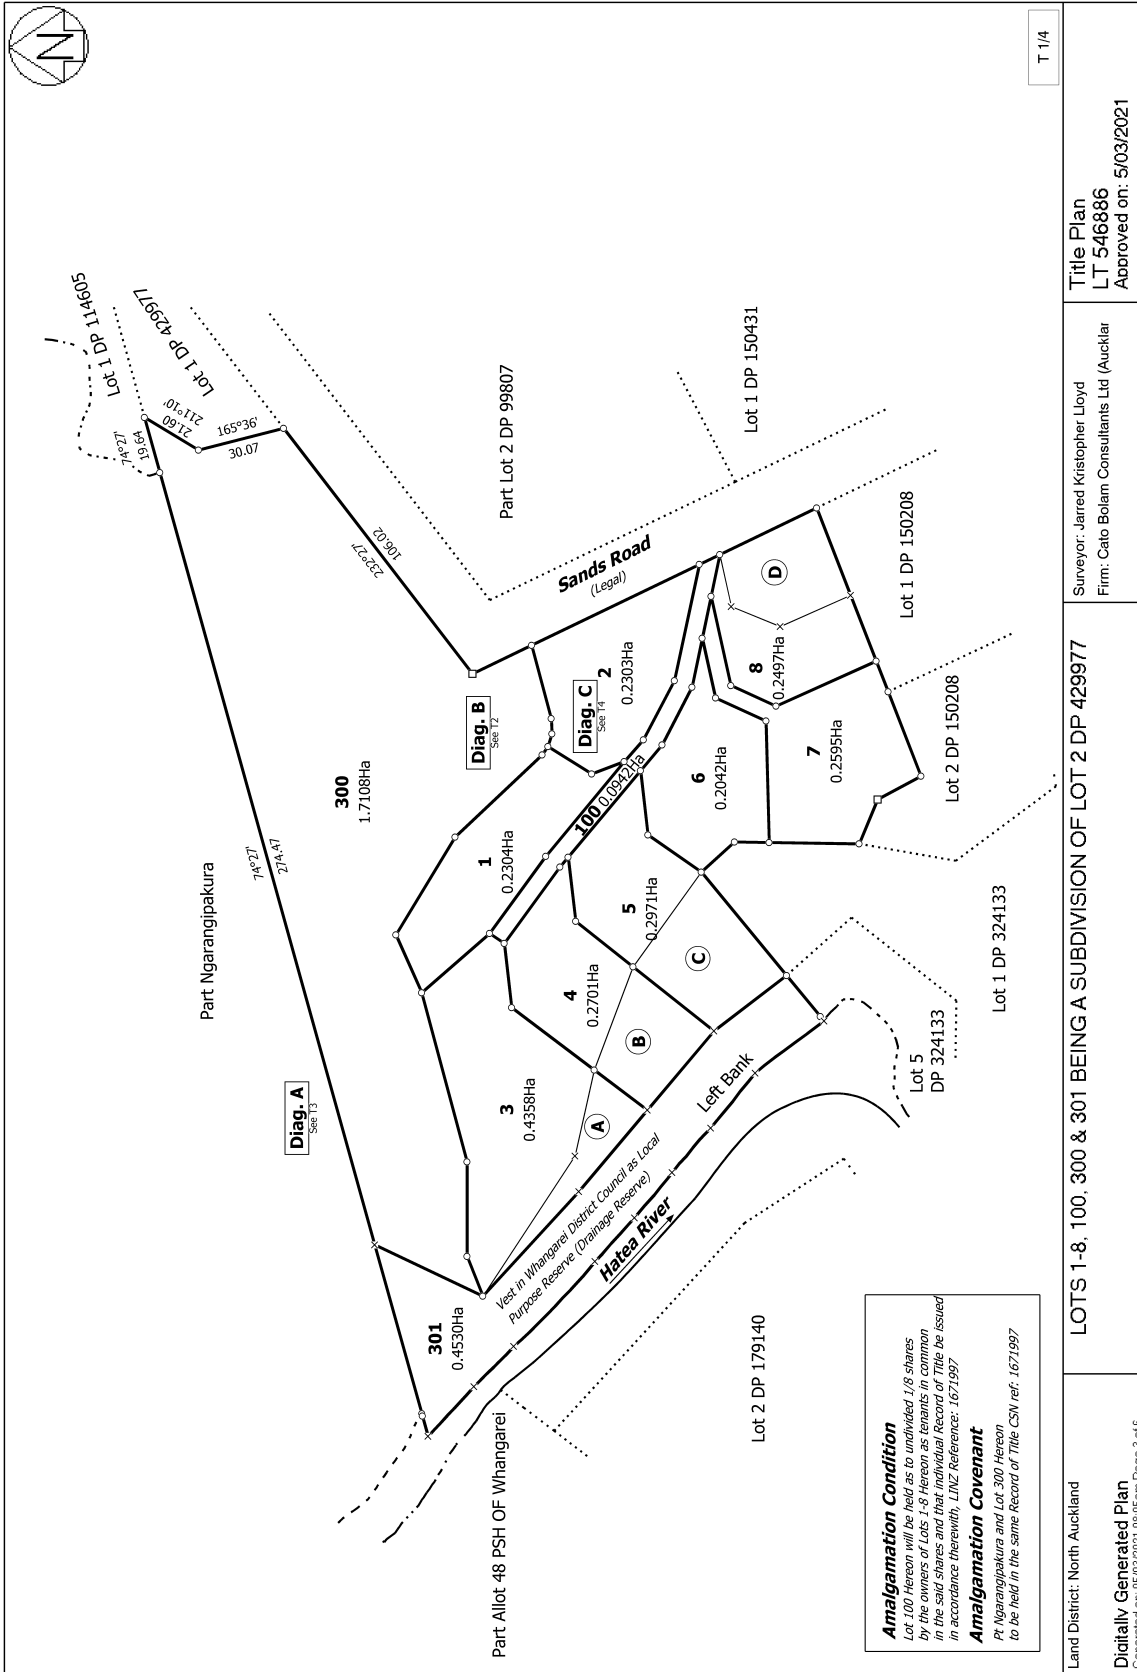 N
T 1/4
Lot 1 DP 114605
Lot 1 DP 429977
74°27'
19.64
211°10'
21.60
165°36'
30.07
232°27'
106.02
Part Lot 2 DP 99807
Lot 1 DP 150431
Sands Road
(Legal)
Lot 1 DP 150208
Lot 2 DP 150208
Lot 1 DP 324133
Lot 5
DP 324133
Part Ngarangipakura
74°27'
274.47
Diag. A
See T3
Diag. B
See T2
Diag. C
See T4
300
1.7108Ha
1
0.2304Ha
2
0.2303Ha
100 0.0942Ha
3
0.4358Ha
4
0.2701Ha
5
0.2971Ha
6
0.2042Ha
7
0.2595Ha
8
0.2497Ha
A
B
C
D
301
0.4530Ha
Vest in Whangarei District Council as Local
Purpose Reserve (Drainage Reserve)
Left Bank
Hatea River
Part Allot 48 PSH OF Whangarei
Lot 2 DP 179140
Amalgamation Condition
Lot 100 Hereon will be held as to undivided 1/8 shares
by the owners of Lots 1-8 Hereon as tenants in common
in the said shares and that individual Record of Title be issued
in accordance therewith, LINZ Reference: 1671997
Amalgamation Covenant
Pt Ngarangipakura and Lot 300 Hereon
to be held in the same Record of Title CSN ref: 1671997
Land District: North Auckland
Digitally Generated Plan
LOTS 1-8, 100, 300 & 301 BEING A SUBDIVISION OF LOT 2 DP 429977
Surveyor: Jarred Kristopher Lloyd
Firm: Cato Bolam Consultants Ltd (Aucklar
Title Plan
LT 546886
Approved on: 5/03/2021